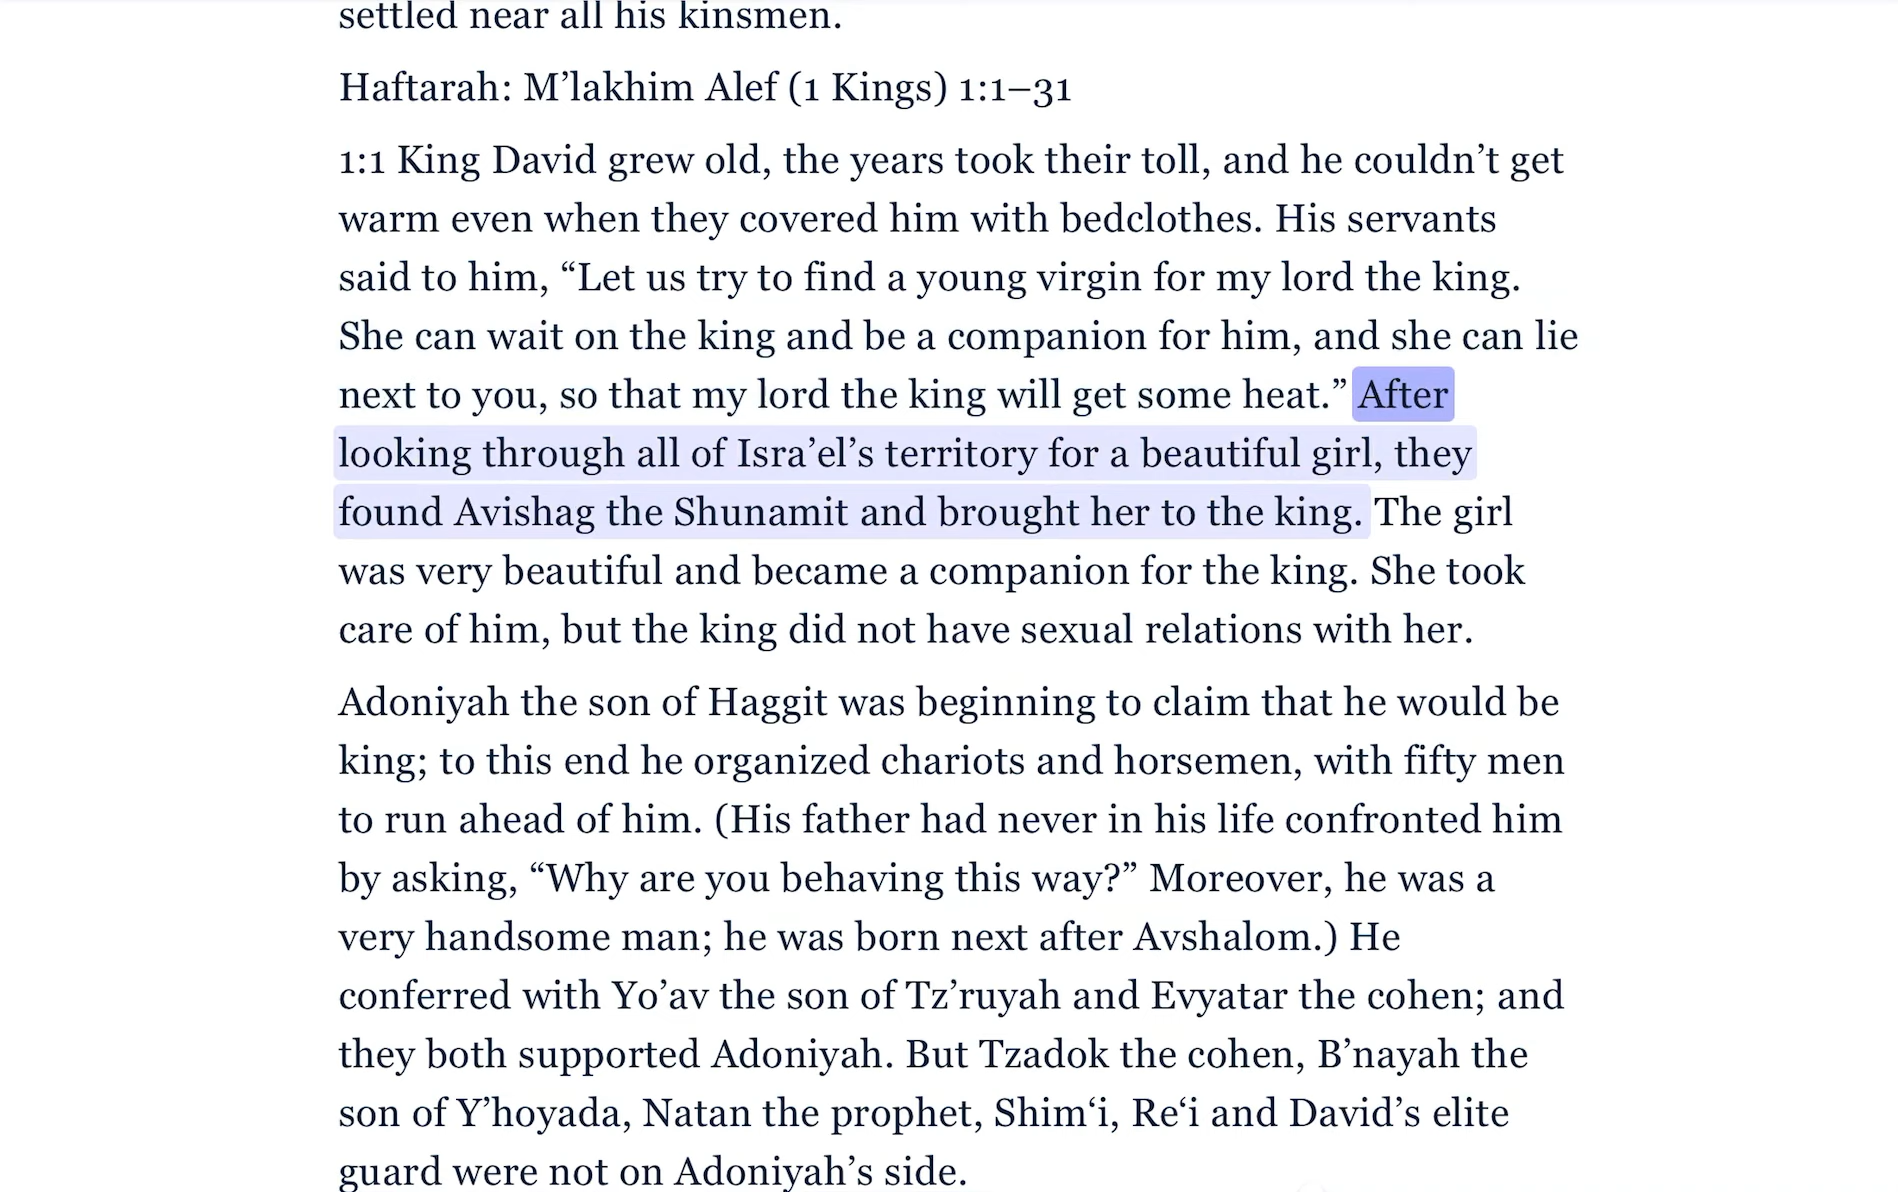 settled near all his kinsmen.
Haftarah: M’lakhim Alef (1 Kings) 1:1–31
1:1 King David grew old, the years took their toll, and he couldn’t get
warm even when they covered him with bedclothes. His servants
said to him, “Let us try to find a young virgin for my lord the king.
She can wait on the king and be a companion for him, and she can lie
next to you, so that my lord the king will get some heat.” After
looking through all of Isra’el’s territory for a beautiful girl, they
found Avishag the Shunamit and brought her to the king. The girl
was very beautiful and became a companion for the king. She took
care of him, but the king did not have sexual relations with her.
Adoniyah the son of Haggit was beginning to claim that he would be
king; to this end he organized chariots and horsemen, with fifty men
to run ahead of him. (His father had never in his life confronted him
by asking, “Why are you behaving this way?” Moreover, he was a
very handsome man; he was born next after Avshalom.) He
conferred with Yo’av the son of Tz’ruyah and Evyatar the cohen; and
they both supported Adoniyah. But Tzadok the cohen, B’nayah the
son of Y’hoyada, Natan the prophet, Shim‘i, Re‘i and David’s elite
guard were not on Adoniyah’s side.